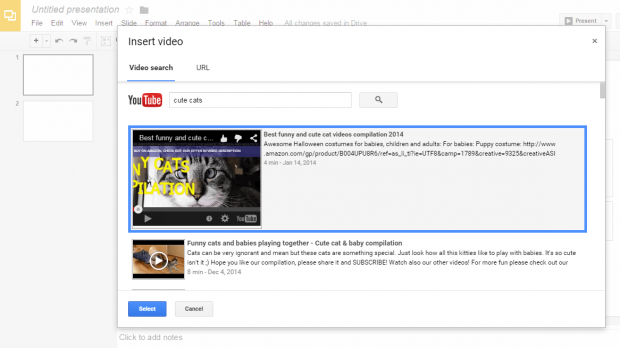 Untitled presentation
File Edit View Insert Slide Format Arrange Tools Table Help All changes saved in Drive
Present
Insert video
×
Video search URL
YouTube cute cats
1
2
Best funny and cute c...
Best funny and cute cat videos compilation 2014
Awesome Halloween costumes for babies, children and adults: For babies: Puppy costume: http://www
.amazon.com/gp/product/B004UPU8R6/ref=as_li_tl?ie=UTF8&camp=1789&creative=9325&creativeASI
4 min - Jan 14, 2014
Y CATS
PILATION.
YouTube
Funny cats and babies playing together - Cute cat & baby compilation
Cats can be very ignorant and mean but these cats are something special. Just look how all this kitties like to play with babies. It's so cute
isn't it ;) Hope you like our compilation, please share it and SUBSCRIBE! Watch also our other videos! For more fun please check out our
3 min - Dec 4, 2014
Select Cancel
Click to add notes